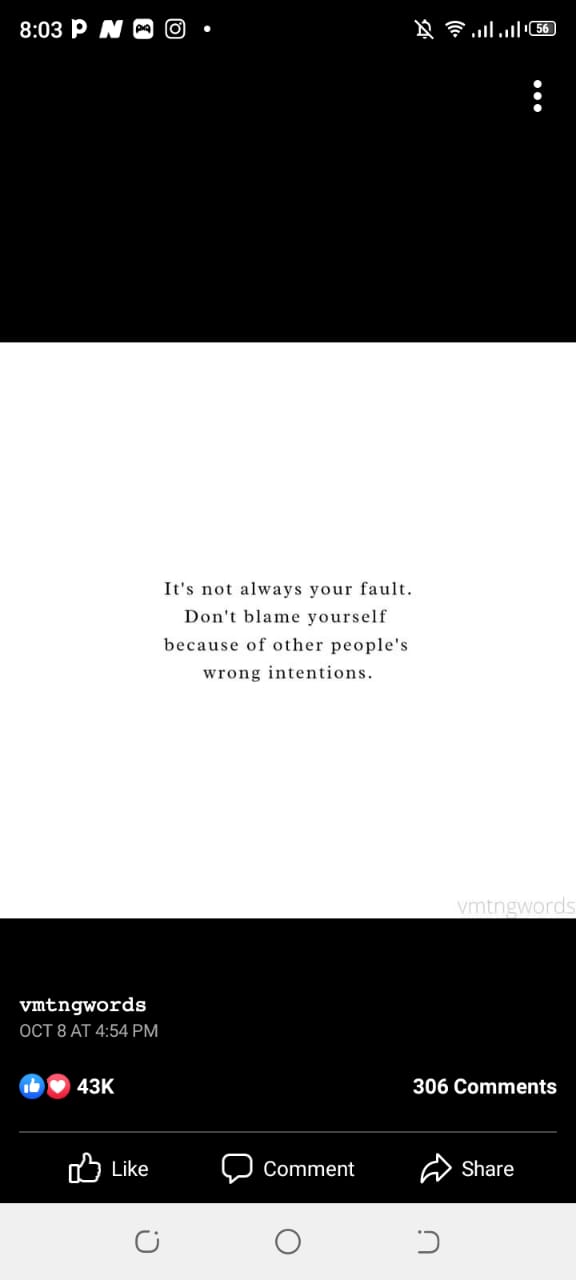 8:03
56
It's not always your fault.
Don't blame yourself
because of other people's
wrong intentions.
vmtngwords
vmtngwords
OCT 8 AT 4:54 PM
43K
306 Comments
Like
Comment
Share